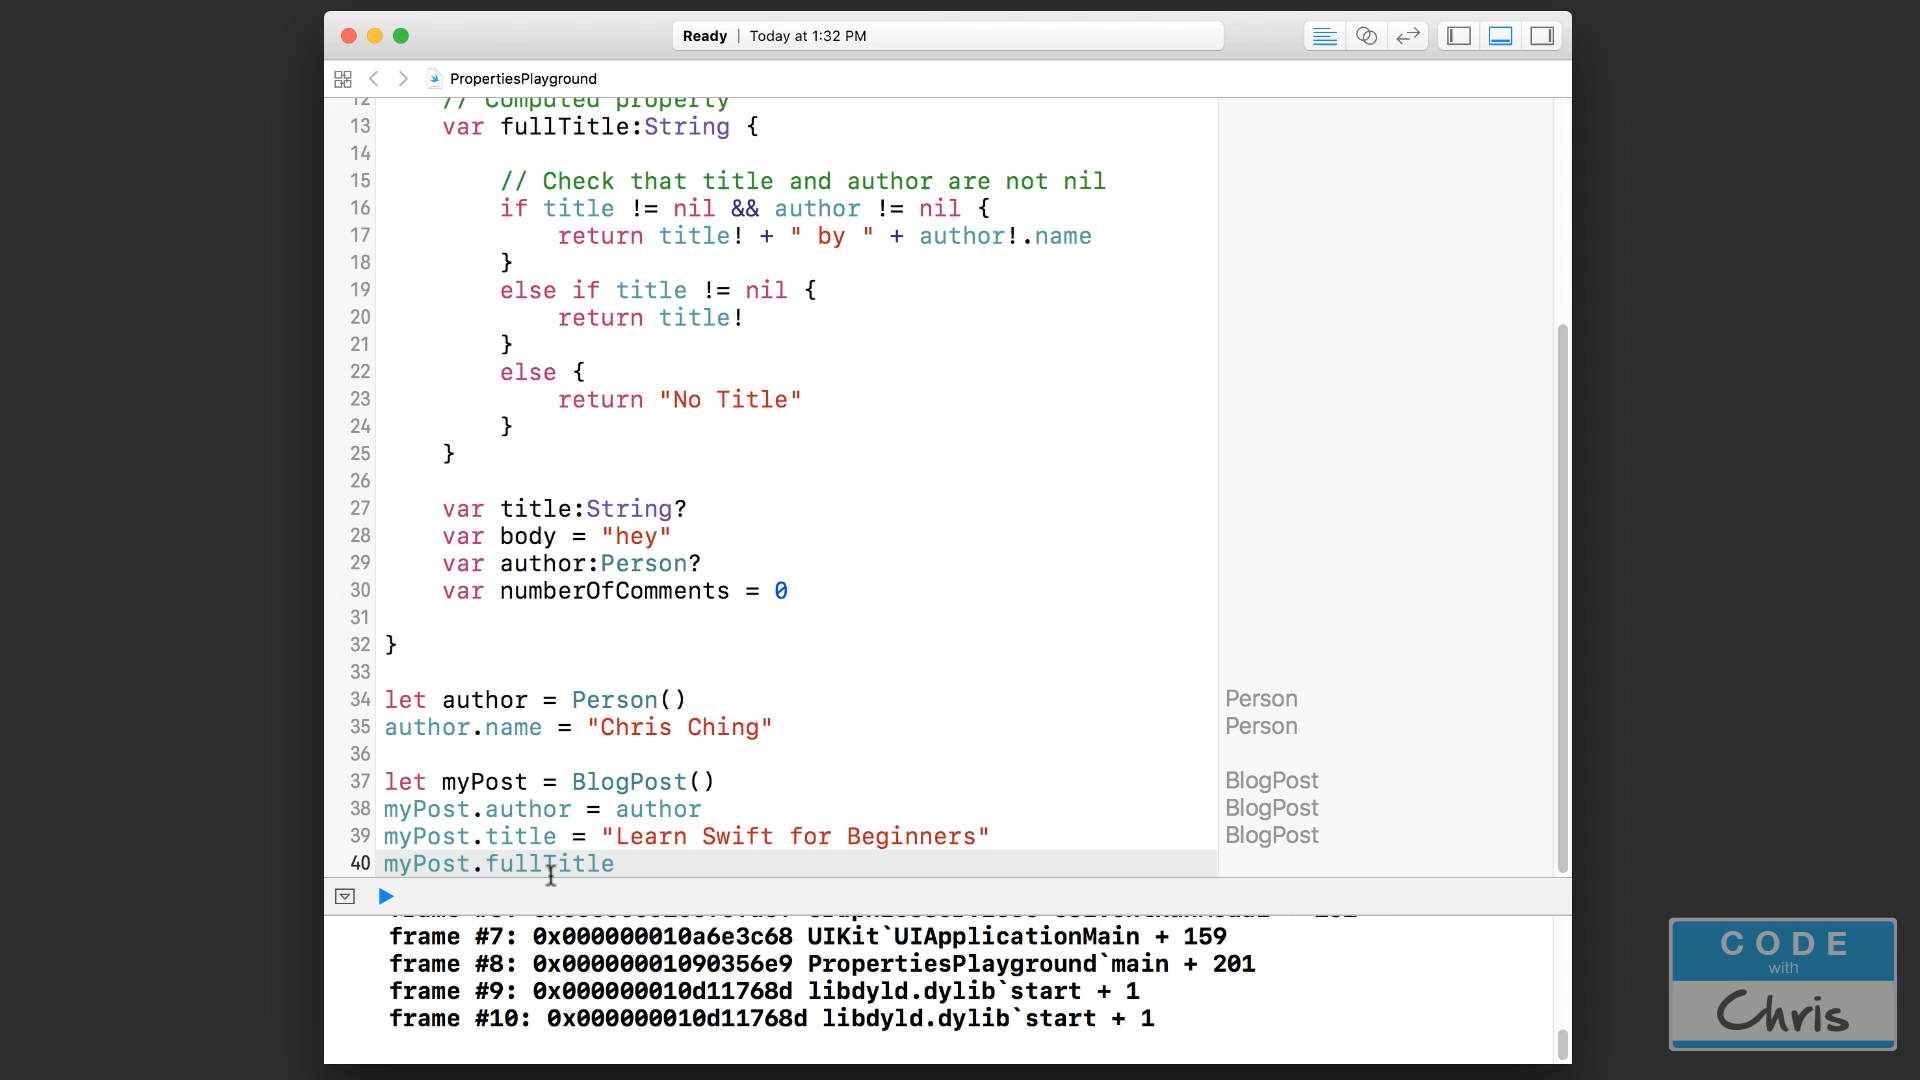 Ready | Today at 1:32 PM
PropertiesPlayground
12 // Computed property
13 var fullTitle:String {
14
15 // Check that title and author are not nil
16 if title != nil && author != nil {
17 return title! + " by " + author!.name
18 }
19 else if title != nil {
20 return title!
21 }
22 else {
23 return "No Title"
24 }
25 }
26
27 var title:String?
28 var body = "hey"
29 var author:Person?
30 var numberOfComments = 0
31
32 }
33
34 let author = Person() Person
35 author.name = "Chris Ching" Person
36
37 let myPost = BlogPost() BlogPost
38 myPost.author = author BlogPost
39 myPost.title = "Learn Swift for Beginners" BlogPost
40 myPost.fullTitle
frame #7: 0x000000010a6e3c68 UIKit`UIApplicationMain + 159
frame #8: 0x00000001090356e9 PropertiesPlayground`main + 201
frame #9: 0x000000010d11768d libdyld.dylib`start + 1
frame #10: 0x000000010d11768d libdyld.dylib`start + 1
CODE
with
Chris